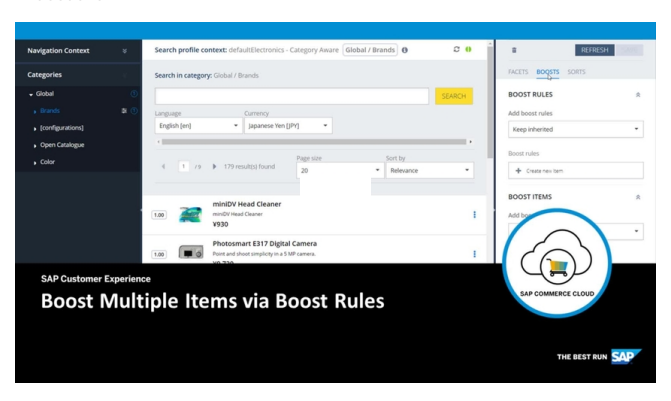 Navigation Context
Search profile context: defaultElectronics - Category Aware Global / Brands
REFRESH
Categories
Search in category: Global / Brands
FACETS BOOSTS SORTS
Global
Brands
[configurations]
Open Catalogue
Color
SEARCH
Language
Currency
English [en]
Japanese Yen [JPY]
1 / 9
179 result(s) found
Page size
20
Sort by
Relevance
BOOST RULES
Add boost rules
Keep inherited
Boost rules
Create new item
BOOST ITEMS
1.00
miniDV Head Cleaner
miniDV Head Cleaner
¥930
1.00
Photosmart E317 Digital Camera
Point and shoot simplicity in a 5 MP camera.
SAP COMMERCE CLOUD
SAP Customer Experience
Boost Multiple Items via Boost Rules
THE BEST RUN SAP